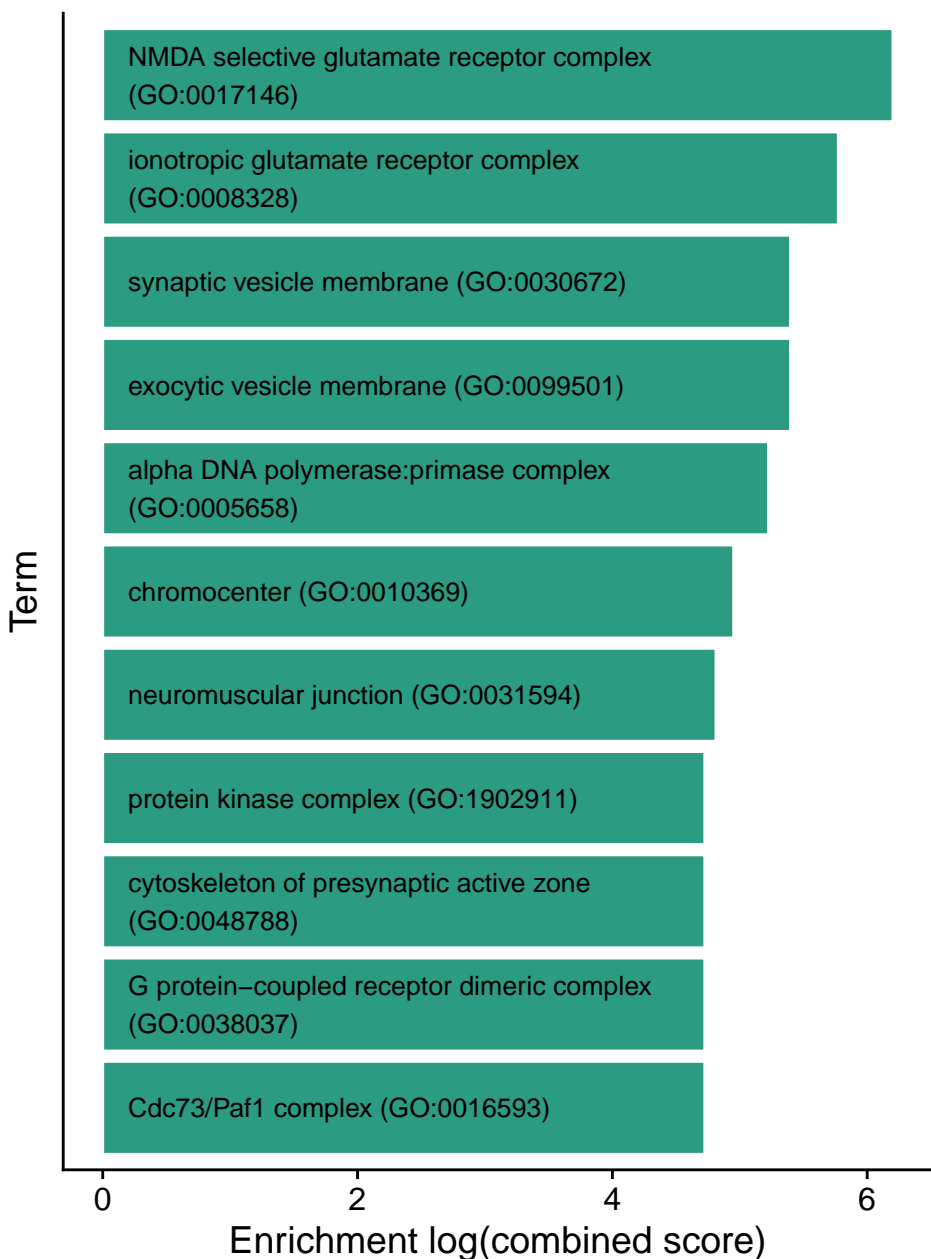 NMDA selective glutamate receptor complex
(GO:0017146)
ionotropic glutamate receptor complex
(GO:0008328)
synaptic vesicle membrane (GO:0030672)
exocytic vesicle membrane (GO:0099501)
alpha DNA polymerase:primase complex
(GO:0005658)
chromocenter (GO:0010369)
neuromuscular junction (GO:0031594)
protein kinase complex (GO:1902911)
cytoskeleton of presynaptic active zone
(GO:0048788)
G protein−coupled receptor dimeric complex
(GO:0038037)
Cdc73/Paf1 complex (GO:0016593)
Term
0 2 4 6
Enrichment log(combined score)